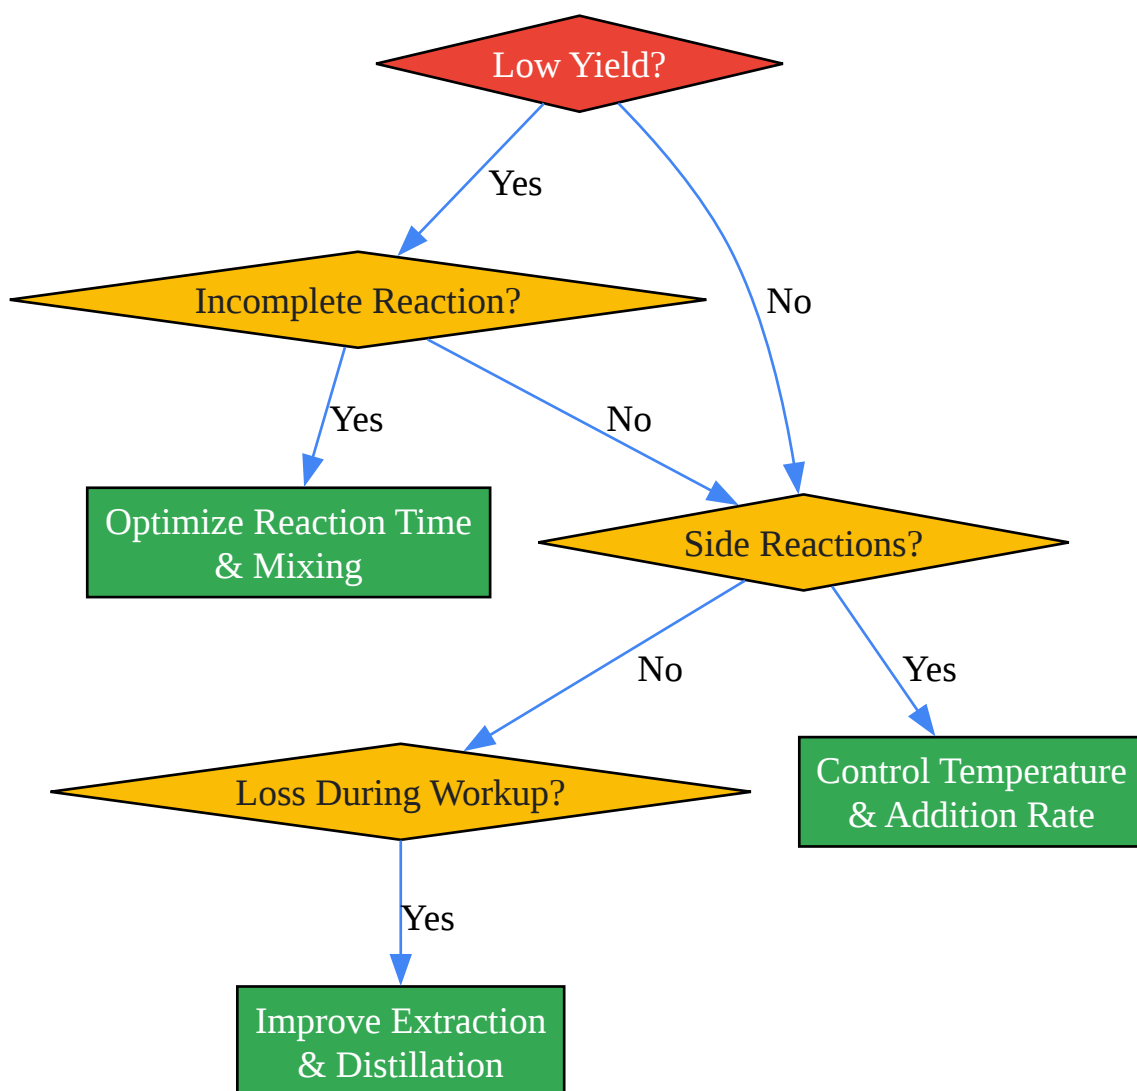 Low Yield?
Yes
Incomplete Reaction?
No
Yes
No
Optimize Reaction Time
& Mixing
Side Reactions?
No
Yes
Loss During Workup?
Control Temperature
& Addition Rate
Yes
Improve Extraction
& Distillation